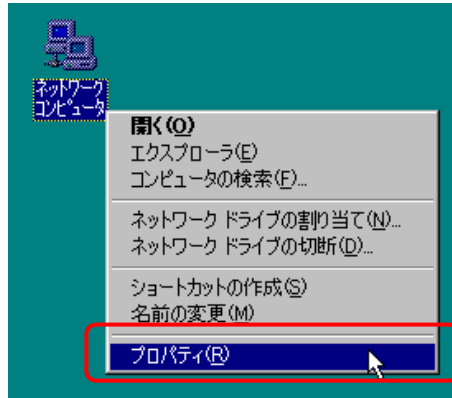 ネットワーク
コンピュータ
開く(O)
エクスプローラ(E)
コンピュータの検索(F)...
ネットワーク ドライブの割り当て(N)...
ネットワーク ドライブの切断(D)...
ショートカットの作成(S)
名前の変更(M)
プロパティ(R)